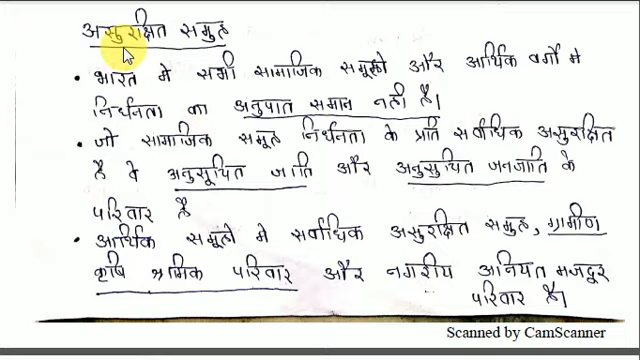 असुरक्षित समुह
• भारत मे सभी सामाजिक समूहो और आर्थिक वर्गो मे
निर्धनता का अनुपात समान नही है।
• जो सामाजिक समूह निर्धनता के प्रति सर्वाधिक असुरक्षित
है वे अनुसूचित जाति और अनुसुचित जनजाति के
परिवार है
• आर्थिक समूहो मे सर्वाधिक असुरक्षित समुह, ग्रामीण
कृषि श्रमिक परिवार और नगरीय अनियत मजदूर
परिवार है।
Scanned by CamScanner